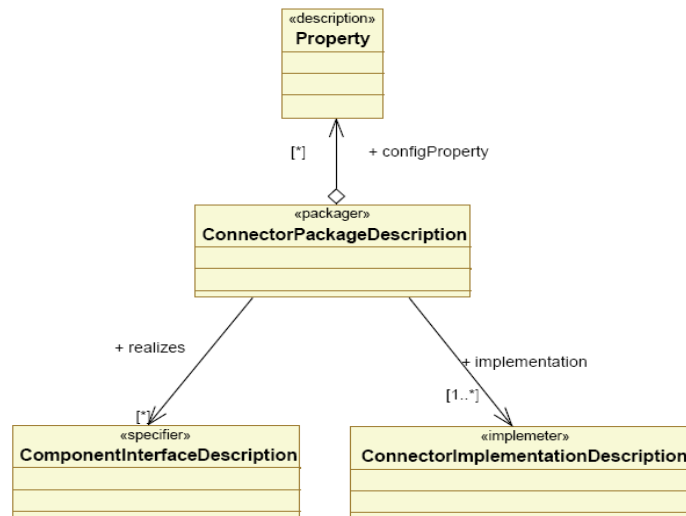 «description»
Property
[*]
+ configProperty
«packager»
ConnectorPackageDescription
+ realizes
+ implementation
[*]
[1..*]
«specifier»
ComponentInterfaceDescription
«implemeter»
ConnectorImplementationDescription